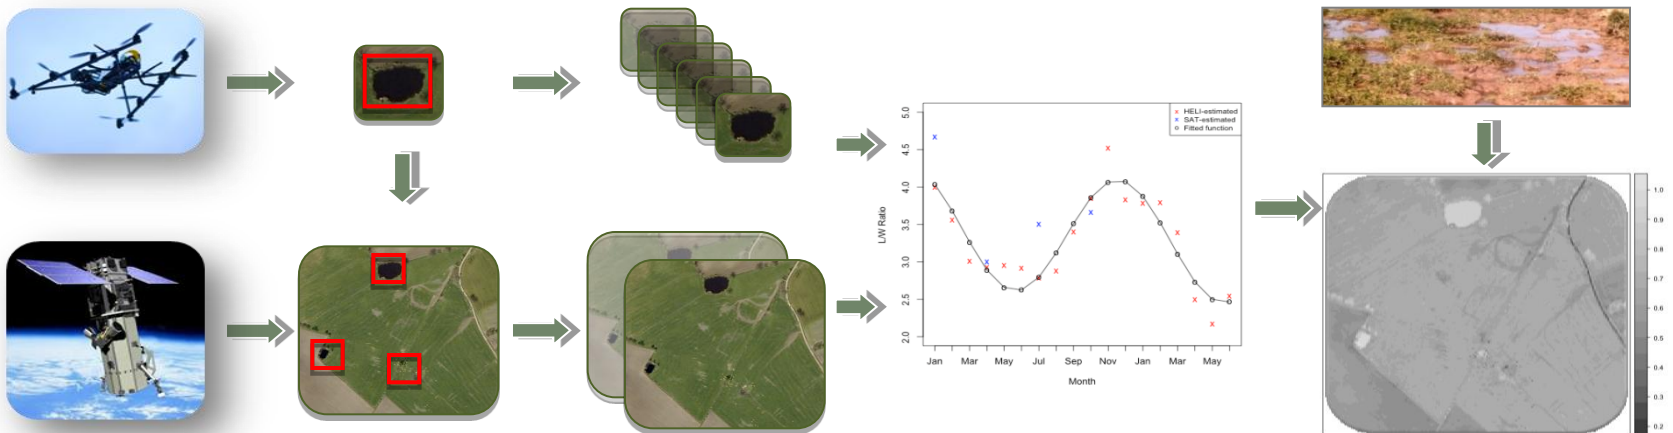 HELI-estimated
SAT-estimated
Fitted function
5.0
4.5
4.0
3.5
3.0
2.5
2.0
L/W Ratio
Jan Mar May Jul Sep Nov Jan Mar May
Month
1.0
0.9
0.8
0.7
0.6
0.5
0.4
0.3
0.2